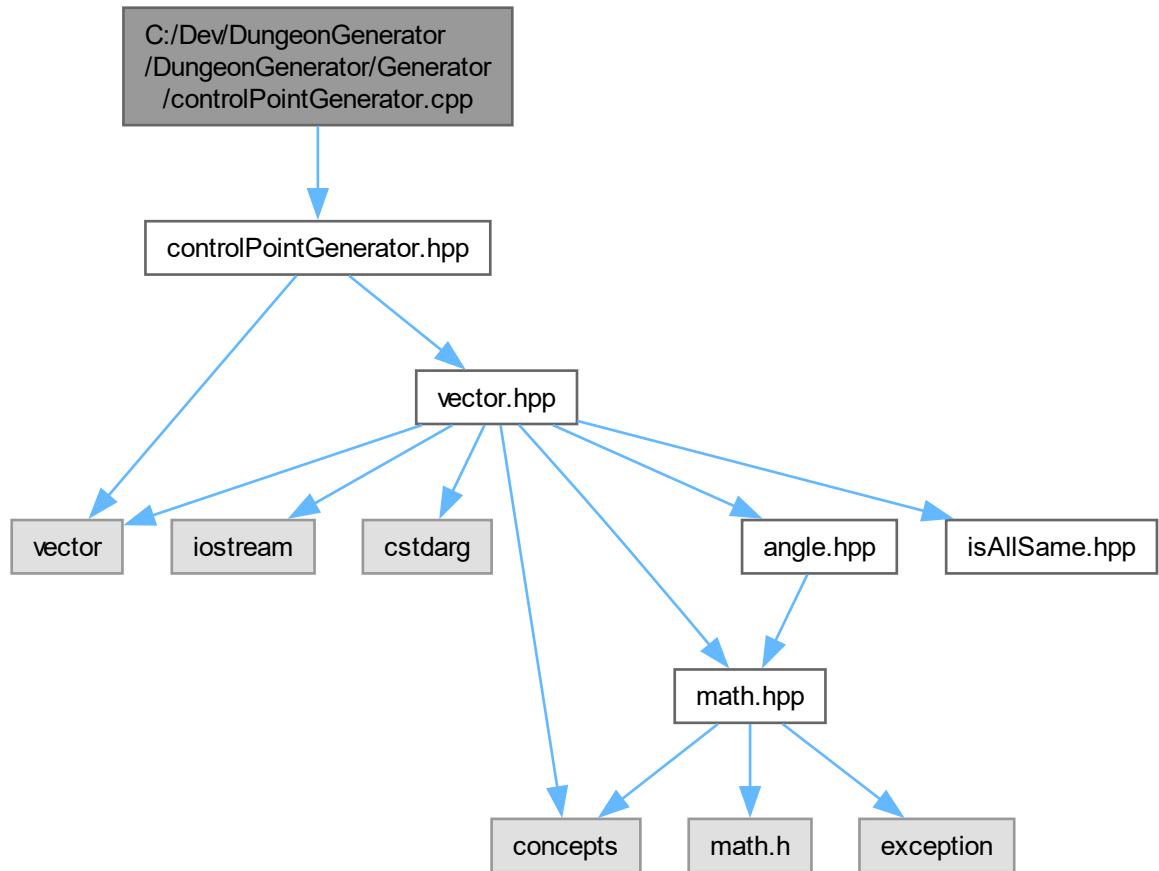 C:/Dev/DungeonGenerator
/DungeonGenerator/Generator
/controlPointGenerator.cpp
controlPointGenerator.hpp
vector.hpp
vector
iostream
cstdarg
angle.hpp
isAllSame.hpp
math.hpp
concepts
math.h
exception